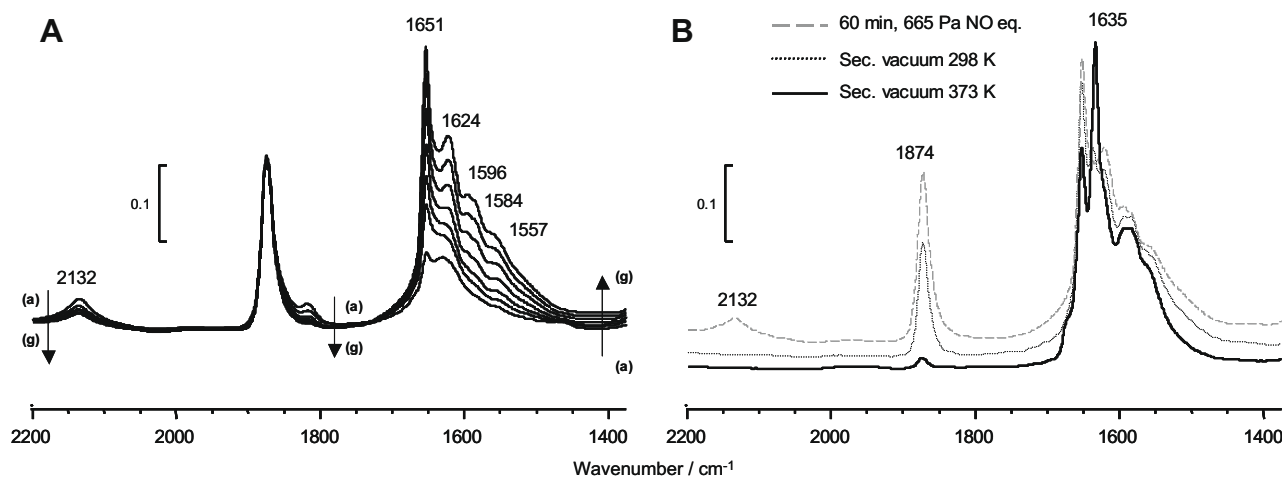 A
1651
1624
1596
1584
1557
0.1
2132
(a)
(g)
(a)
(g)
(g)
(a)
2200 2000 1800 1600 1400
B
60 min, 665 Pa NO eq.
Sec. vacuum 298 K
Sec. vacuum 373 K
1635
1874
0.1
2132
2200 2000 1800 1600 1400
Wavenumber / cm-1